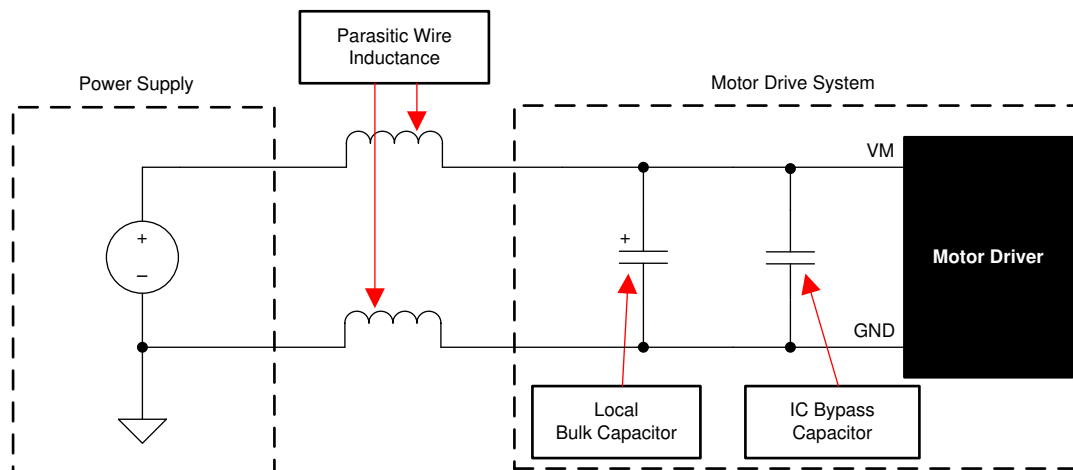 Parasitic Wire
Inductance
Power Supply
Motor Drive System
VM
+
–
+
Motor Driver
GND
Local
Bulk Capacitor
IC Bypass
Capacitor